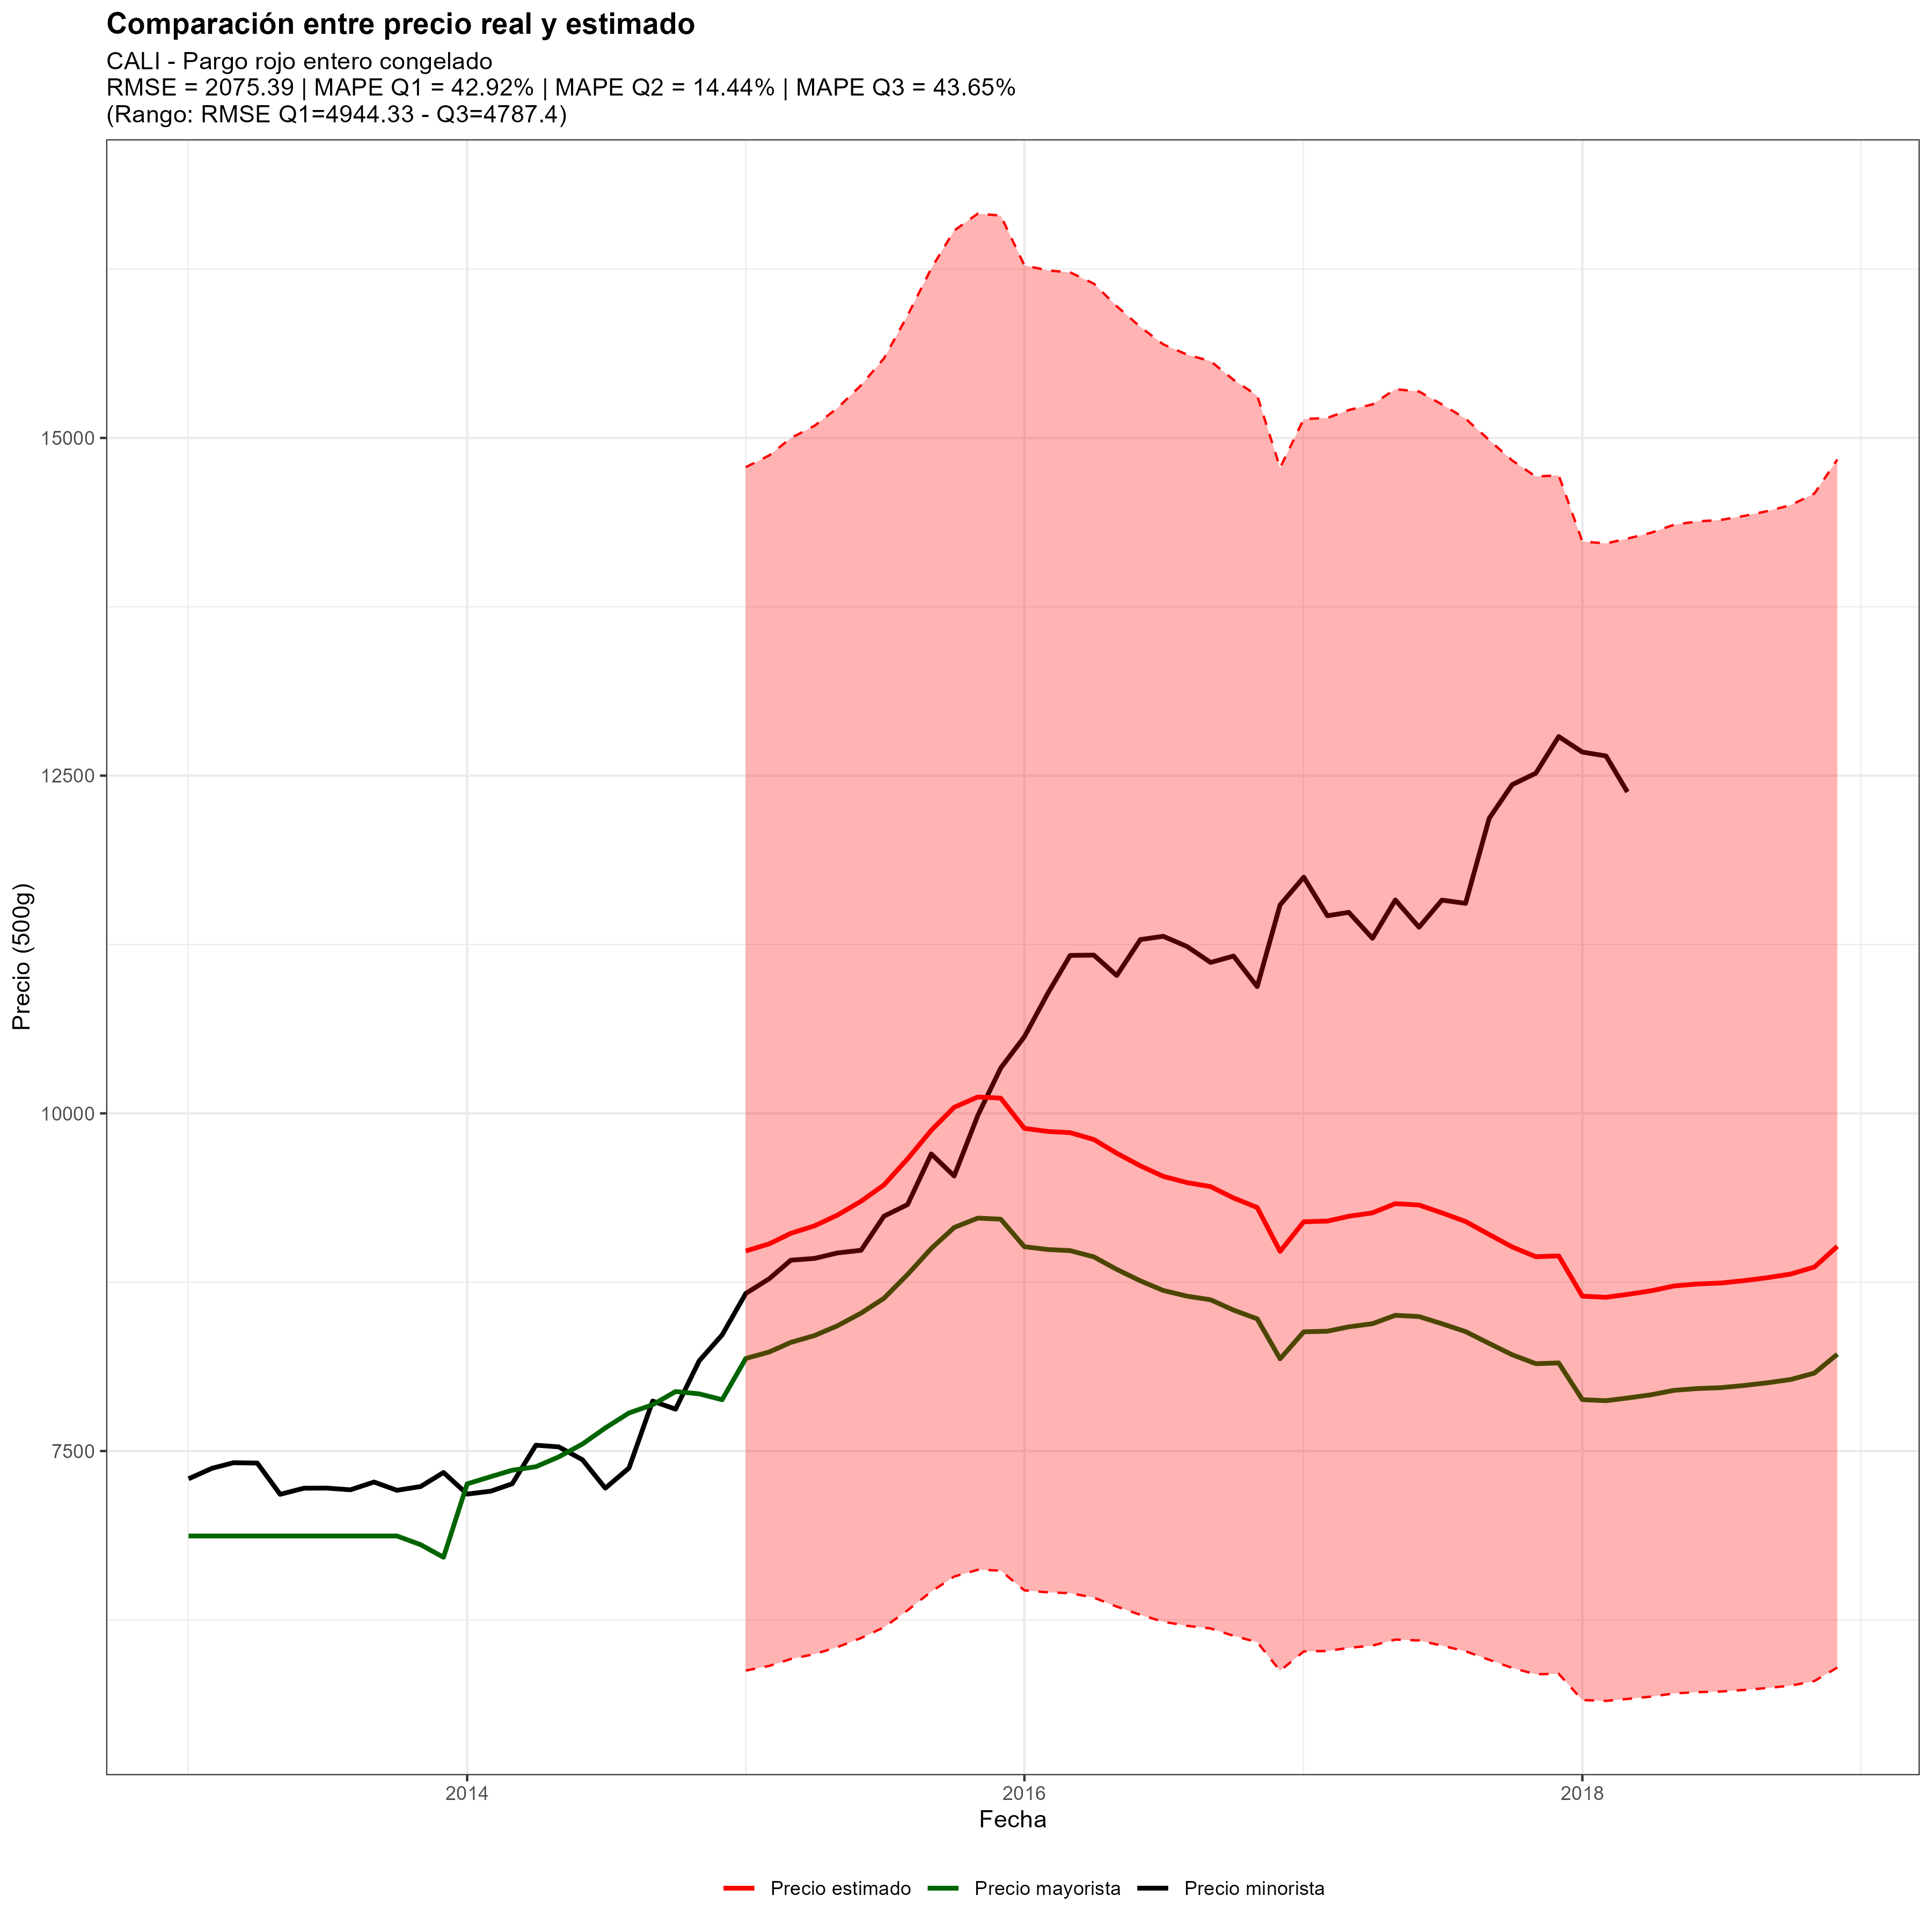 Comparación entre precio real y estimado
CALI - Pargo rojo entero congelado
RMSE = 2075.39 | MAPE Q1 = 42.92% | MAPE Q2 = 14.44% | MAPE Q3 = 43.65%
(Rango: RMSE Q1=4944.33 - Q3=4787.4)
Precio (500g)
15000
12500
10000
7500
2014
2016
2018
Fecha
Precio estimado
Precio mayorista
Precio minorista